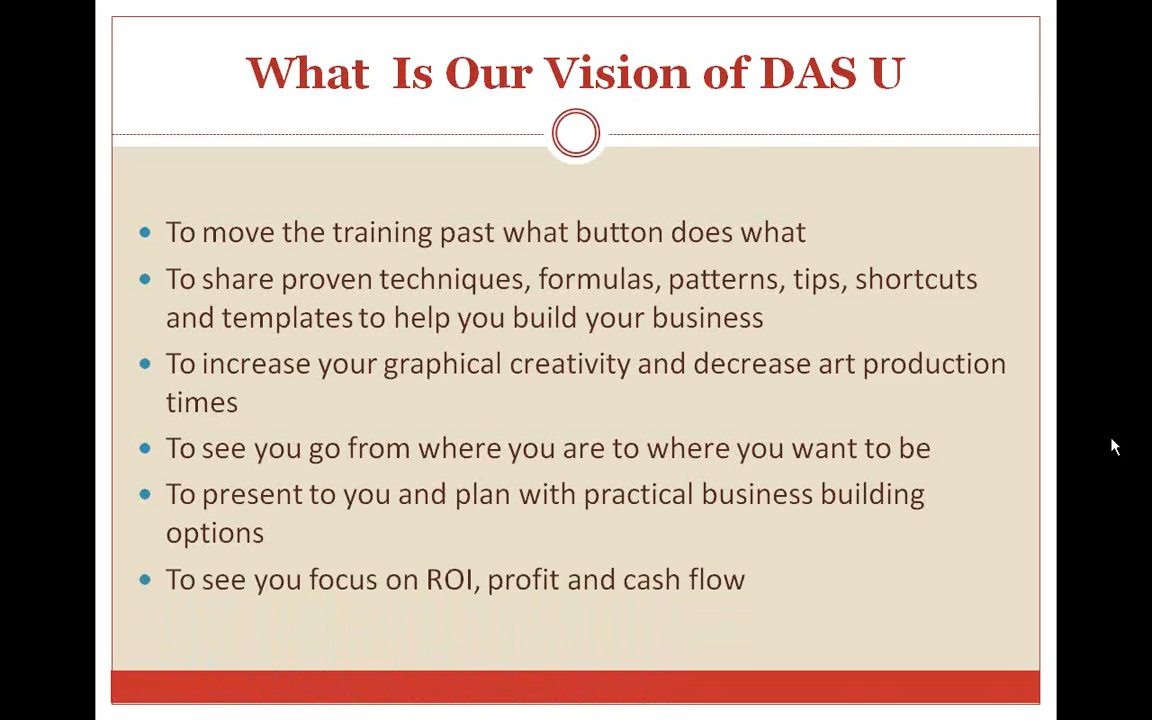 What Is Our Vision of DAS U
• To move the training past what button does what
• To share proven techniques, formulas, patterns, tips, shortcuts
and templates to help you build your business
• To increase your graphical creativity and decrease art production
times
• To see you go from where you are to where you want to be
• To present to you and plan with practical business building
options
• To see you focus on ROI, profit and cash flow